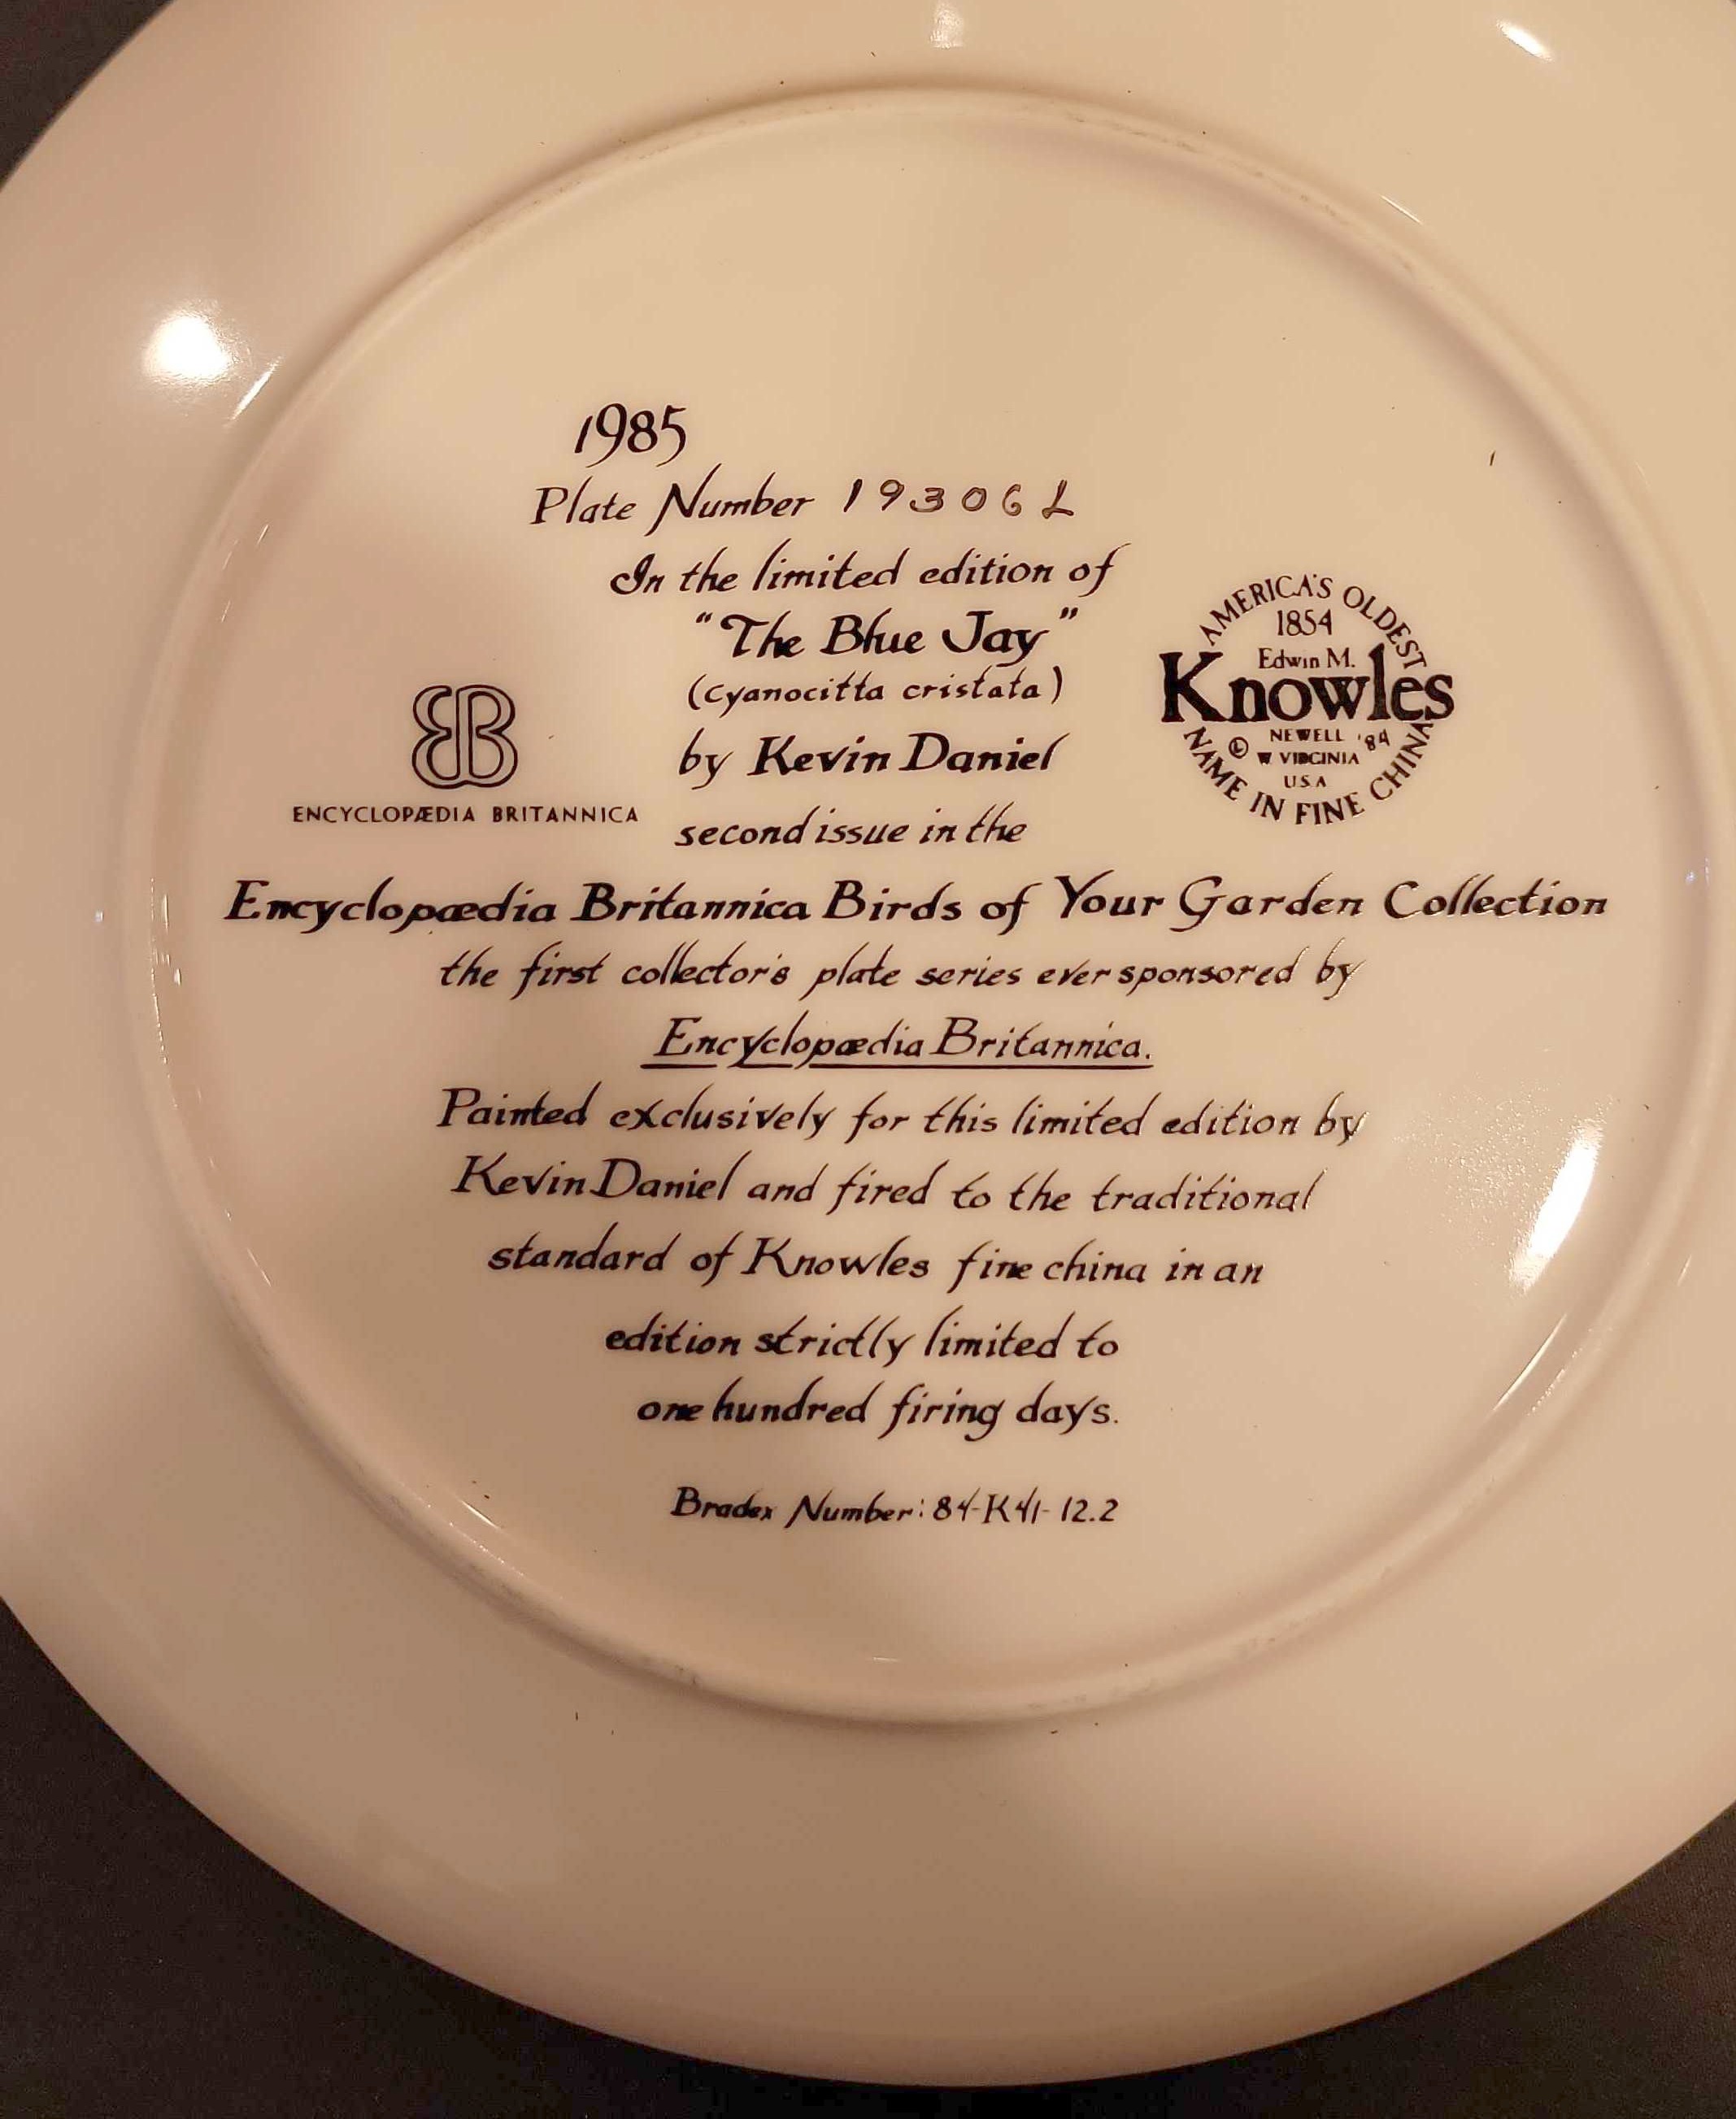 1985
Plate Number 19306L
In the limited edition of
"The Blue Jay"
(cyanocitta cristata)
by Kevin Daniel
second issue in the
Encyclopædia Britannica Birds of Your Garden Collection
the first collector's plate series ever sponsored by
Encyclopædia Britannica.
Painted exclusively for this limited edition by
Kevin Daniel and fired to the traditional
standard of Knowles fine china in an
edition strictly limited to
one hundred firing days.
Bradex Number: 84-K41-12.2
EB
ENCYCLOPÆDIA BRITANNICA
AMERICA'S OLDEST
1854
Edwin M.
Knowles
NEWELL '84
© W VIRGINIA
U.S.A
NAME IN FINE CHINA